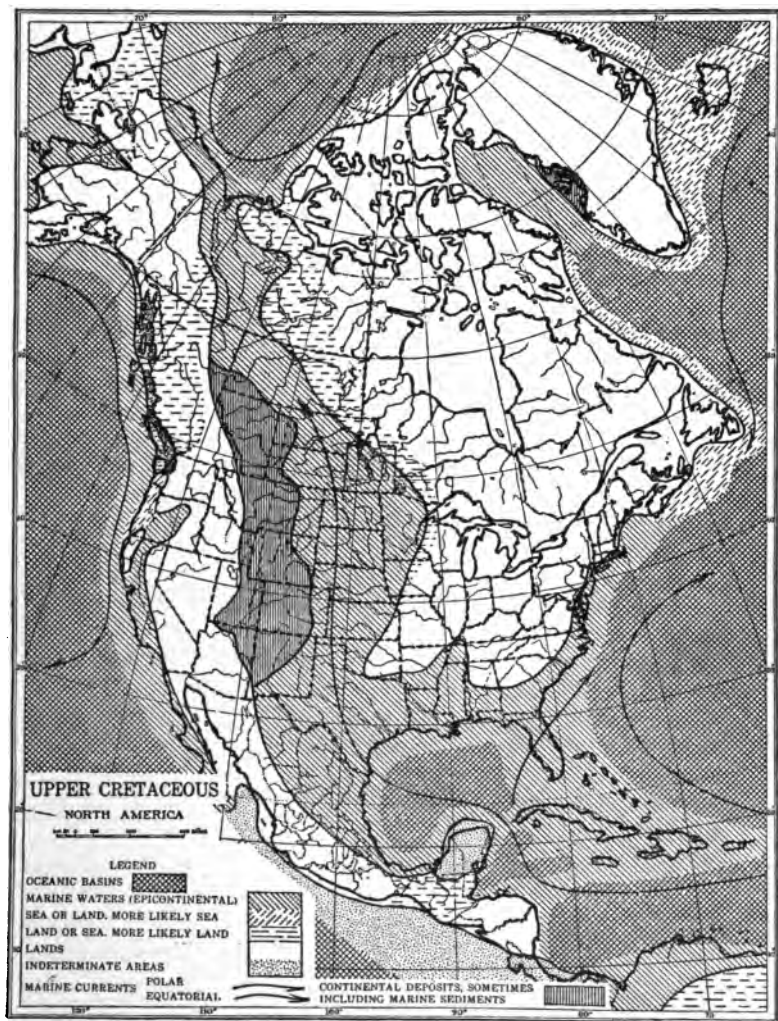 UPPER CRETACEOUS
NORTH AMERICA
LEGEND
OCEANIC BASINS
MARINE WATERS (EPICONTINENTAL)
SEA OR LAND. MORE LIKELY SEA
LAND OR SEA. MORE LIKELY LAND
LANDS
INDETERMINATE AREAS
MARINE CURRENTS POLAR
EQUATORIAL
CONTINENTAL DEPOSITS, SOMETIMES
INCLUDING MARINE SEDIMENTS